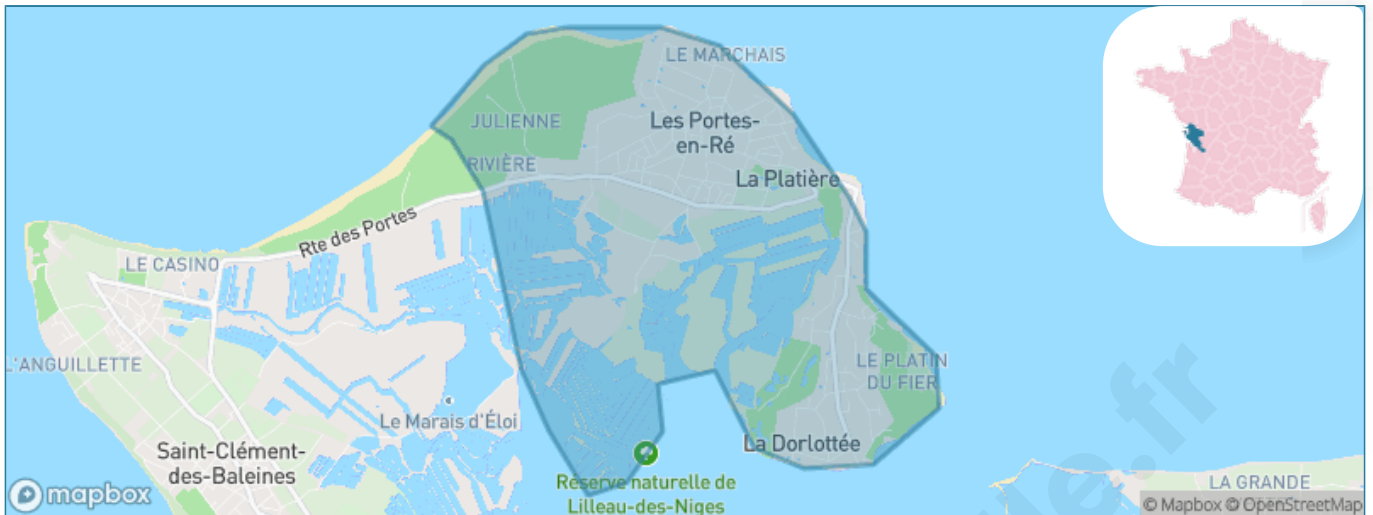 LE MARCHAIS
JULIENNE
Les Portes-
en-Ré
RIVIÈRE
La Platière
Rte des Portes
LE CASINO
L'ANGUILLETTE
LE PLATIN
DU FIER
Le Marais d'Éloi
La Dorlottée
Saint-Clément-
des-Baleines
Réserve naturelle de
Lilleau-des-Niges
LA GRANDE
mapbox
© Mapbox © OpenStreetMap